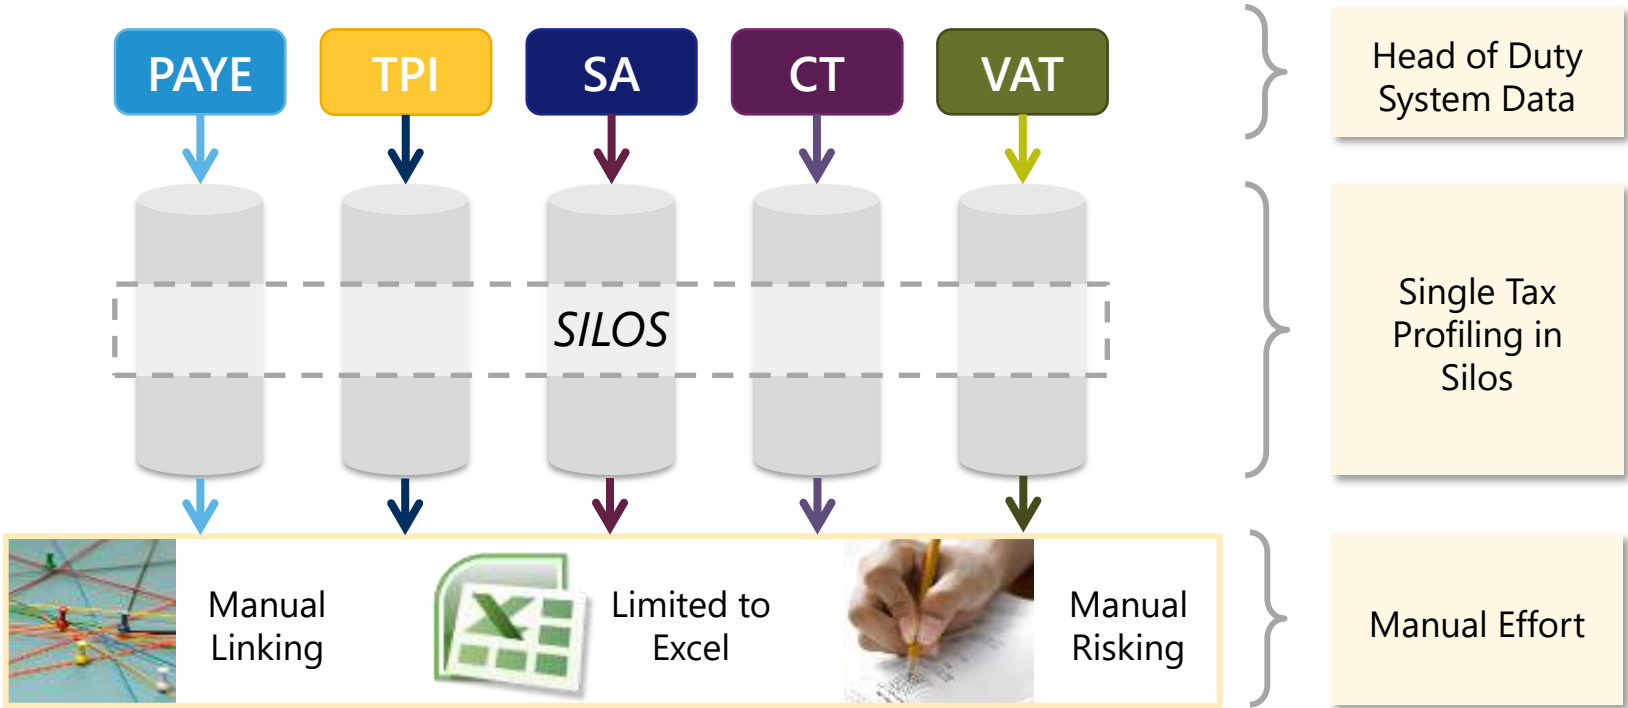 PAYE
TPI
SA
CT
VAT
Head of Duty
System Data
SILOS
Single Tax
Profiling in
Silos
Manual
Linking
Limited to
Excel
Manual
Risking
Manual Effort